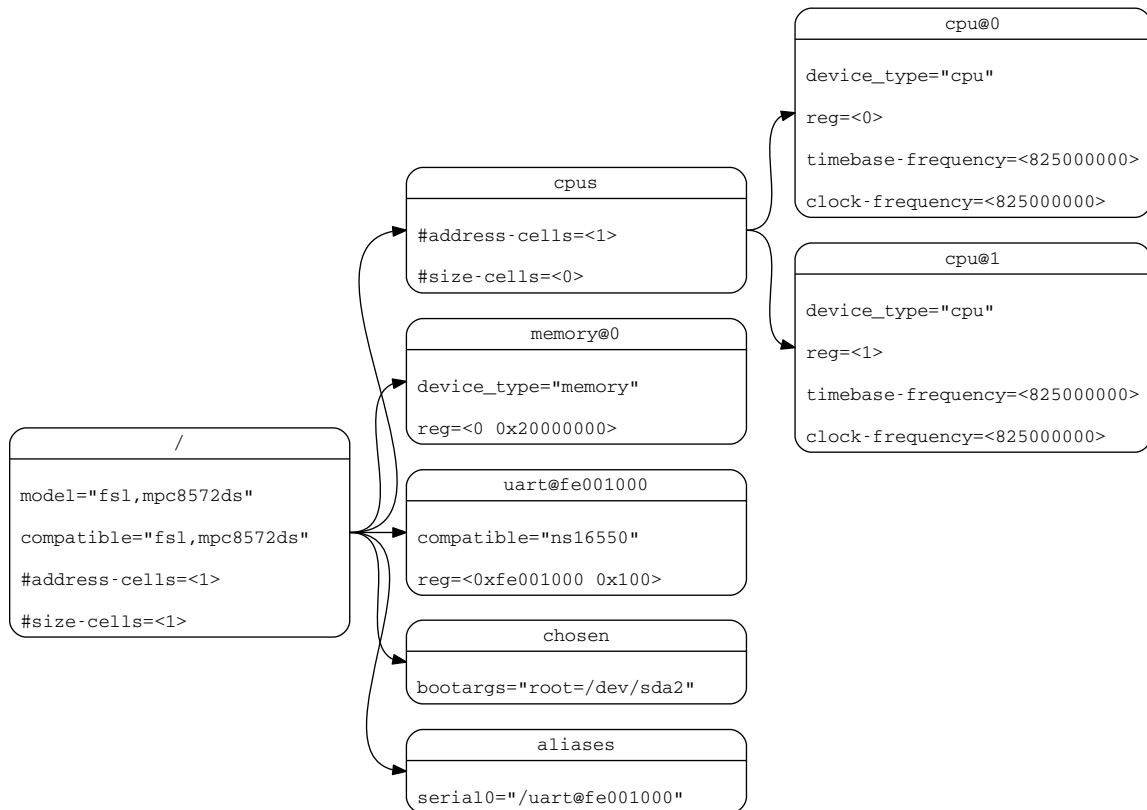 cpu@0
device_type="cpu"
reg=<0>
timebase-frequency=<825000000>
clock-frequency=<825000000>
cpus
#address-cells=<1>
#size-cells=<0>
cpu@1
device_type="cpu"
reg=<1>
timebase-frequency=<825000000>
clock-frequency=<825000000>
memory@0
device_type="memory"
reg=<0 0x20000000>
/
model="fsl,mpc8572ds"
compatible="fsl,mpc8572ds"
#address-cells=<1>
#size-cells=<1>
uart@fe001000
compatible="ns16550"
reg=<0xfe001000 0x100>
chosen
bootargs="root=/dev/sda2"
aliases
serial0="/uart@fe001000"